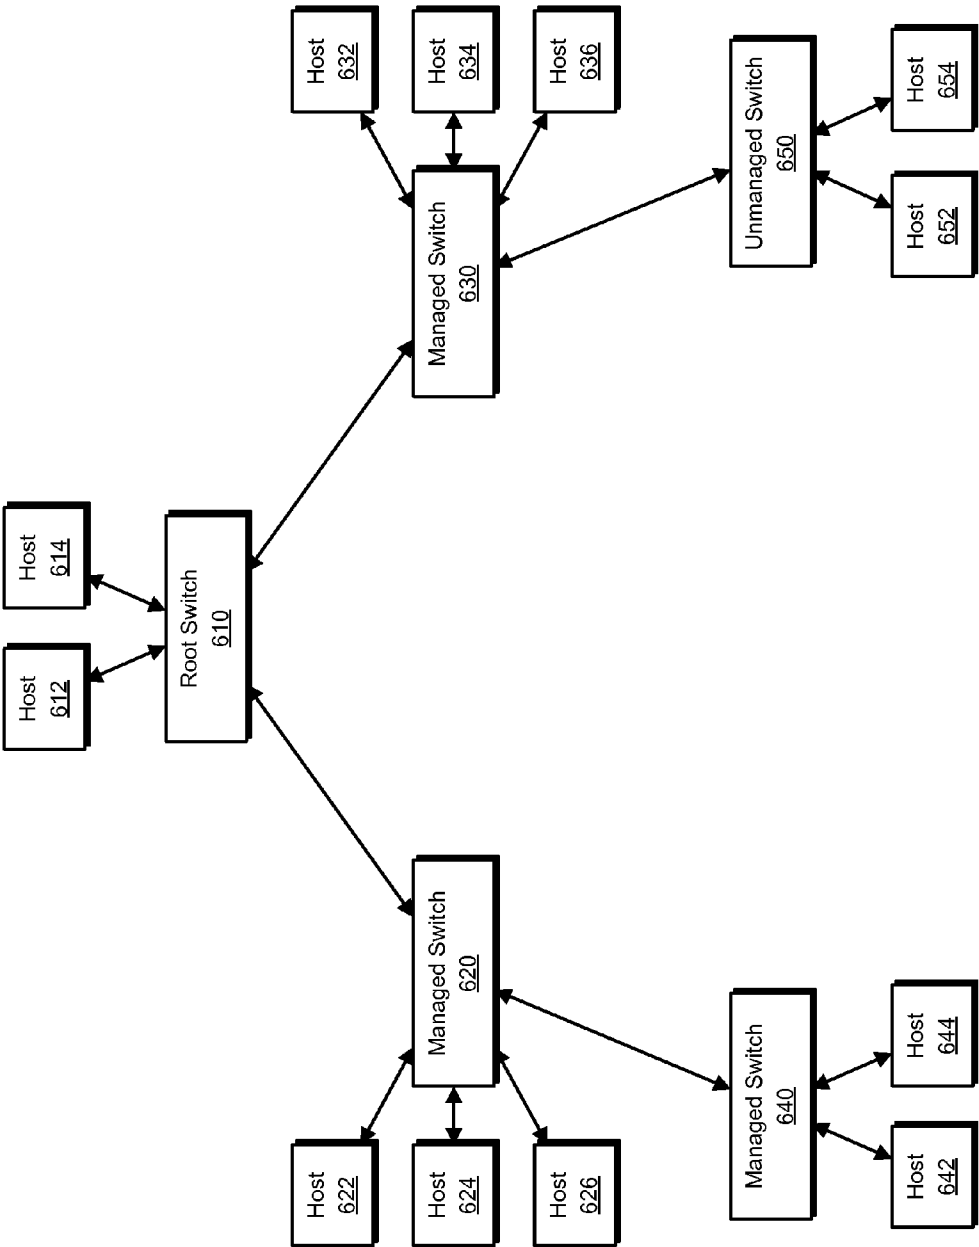 Host
612
Host
614
Root Switch
610
Host
622
Host
624
Host
626
Managed Switch
620
Managed Switch
630
Host
632
Host
634
Host
636
Managed Switch
640
Host
642
Host
644
Unmanaged Switch
650
Host
652
Host
654